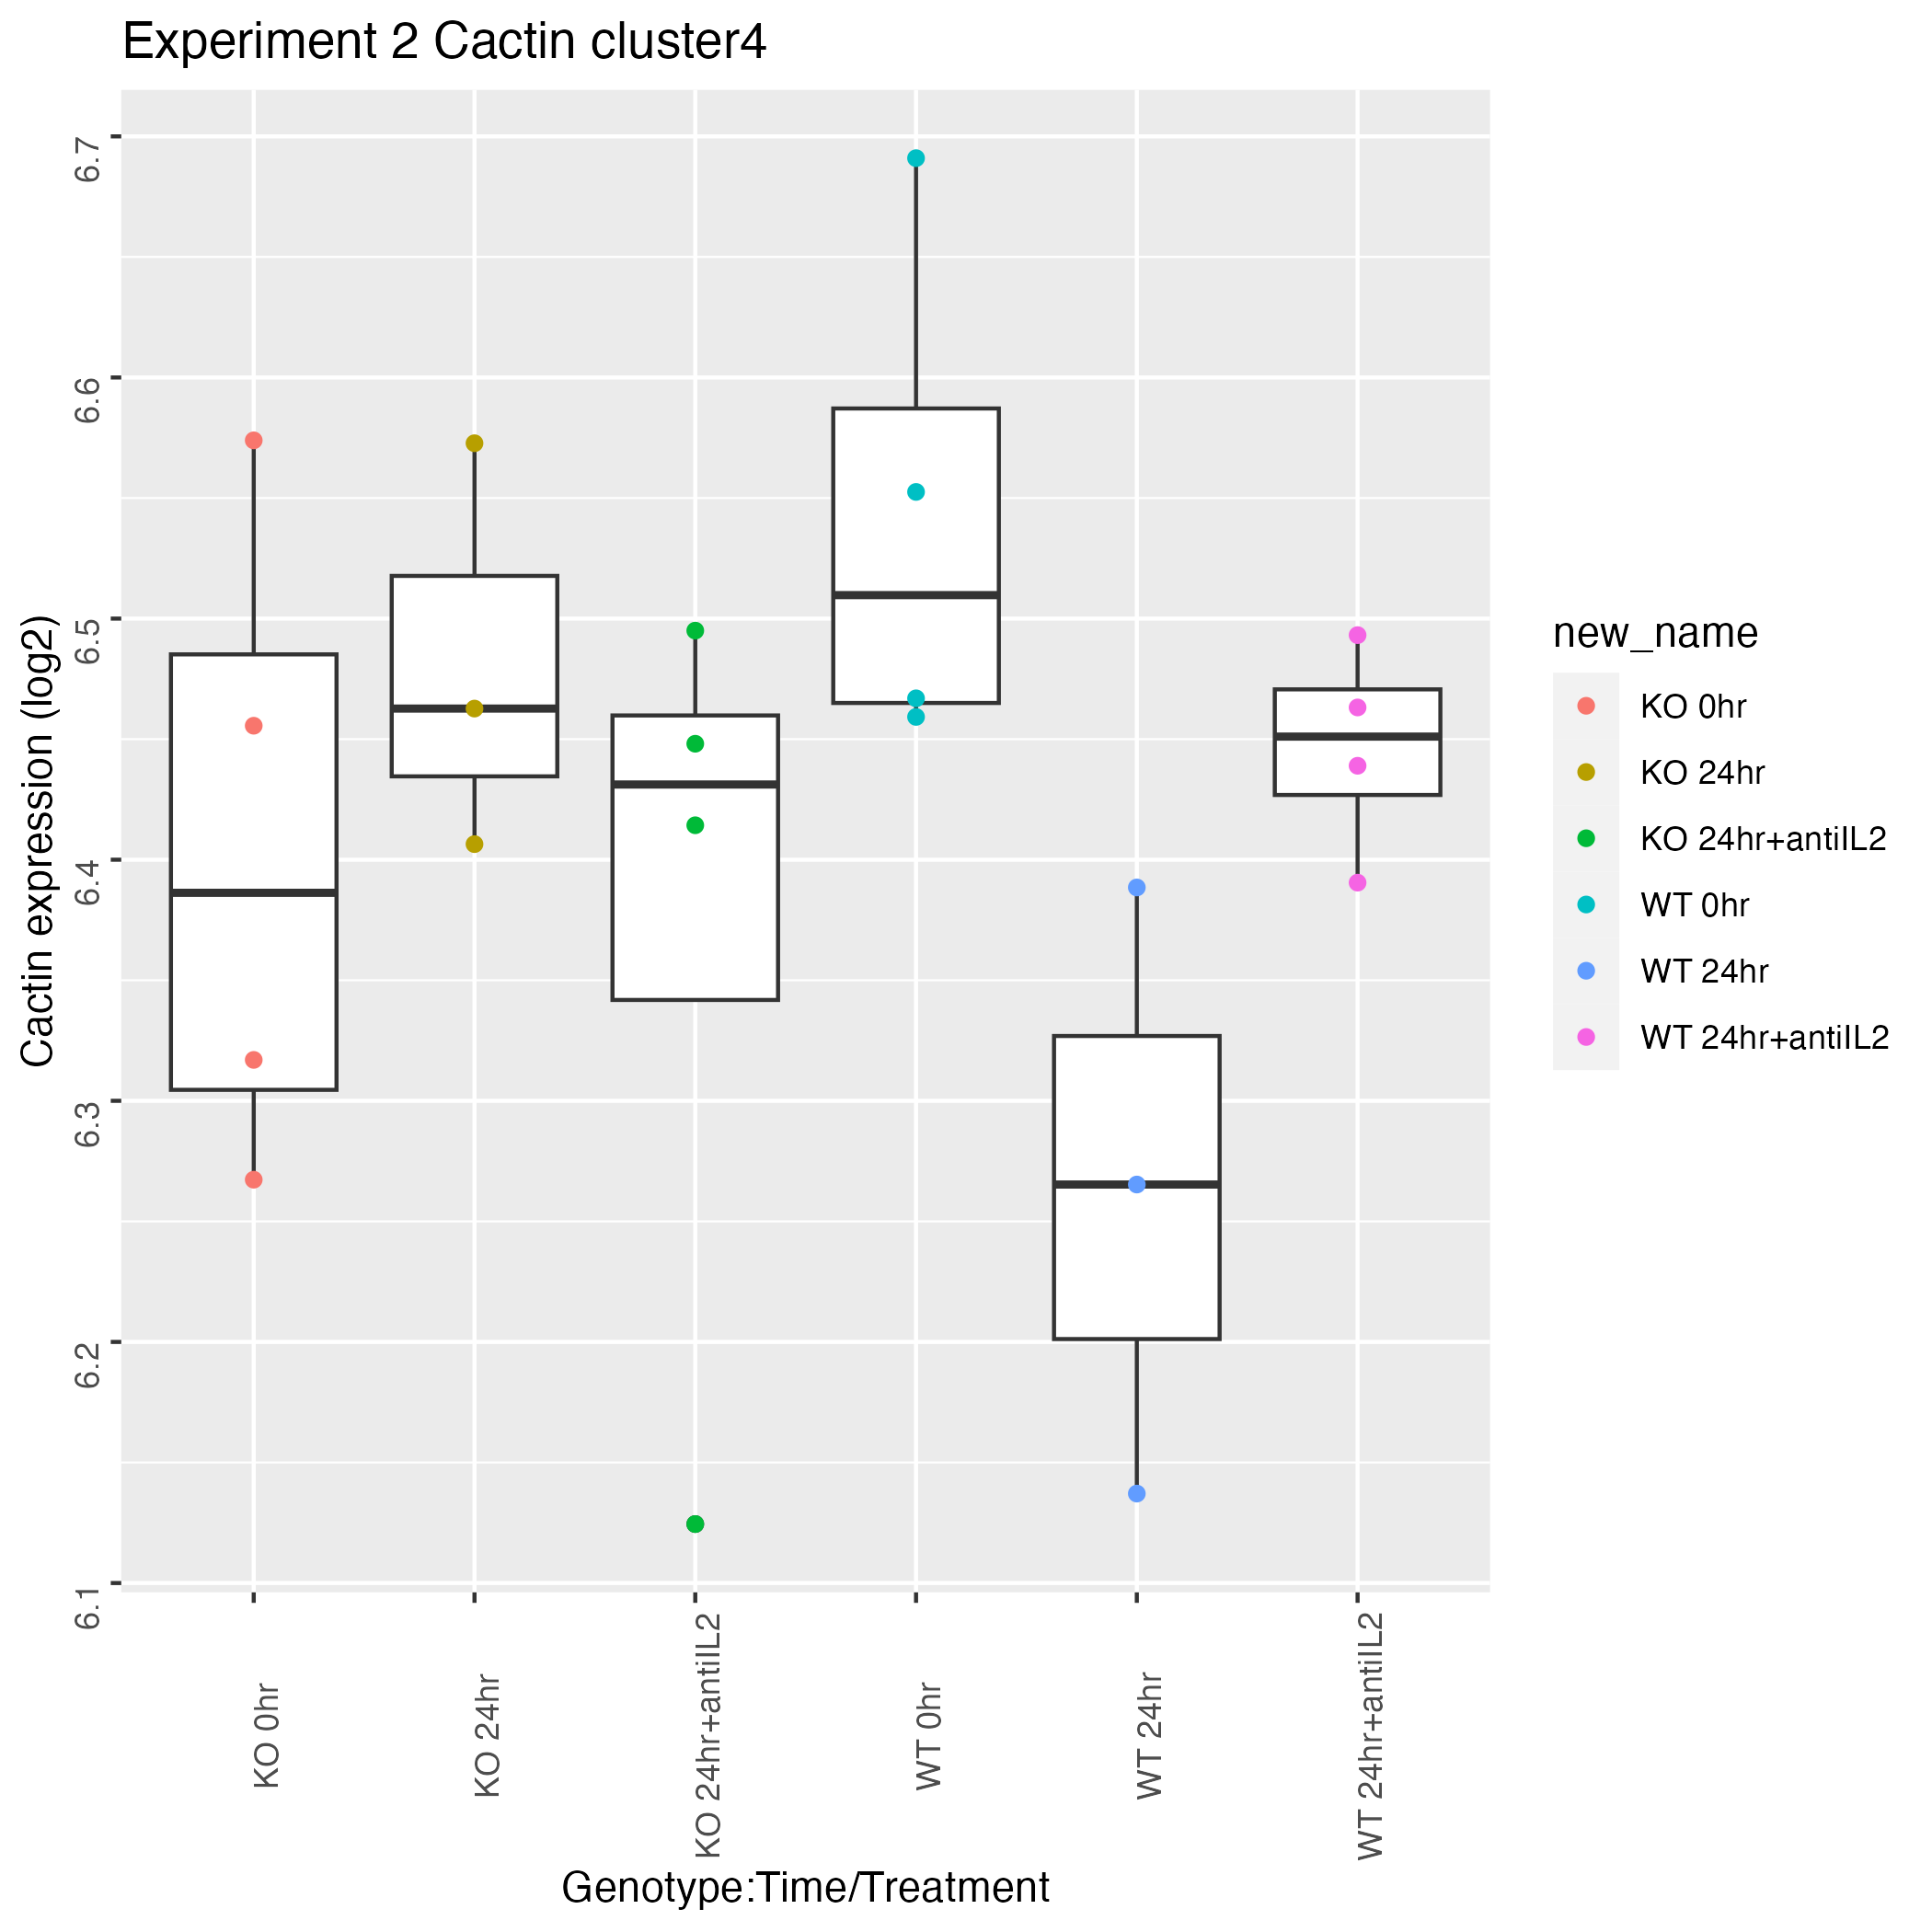 Experiment 2 Cactin cluster4
Cactin expression (log2)
6.7
6.6
6.5
6.4
6.3
6.2
6.1
KO 0hr
KO 24hr
KO 24hr+antiIL2
WT 0hr
WT 24hr
WT 24hr+antiIL2
Genotype:Time/Treatment
new_name
KO 0hr
KO 24hr
KO 24hr+antiIL2
WT 0hr
WT 24hr
WT 24hr+antiIL2